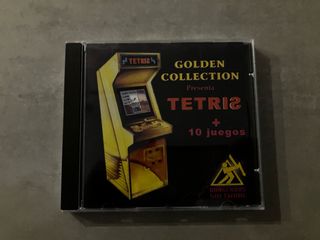 TETRIS
GOLDEN
COLLECTION
Presenta
TETRIS
+
10 juegos